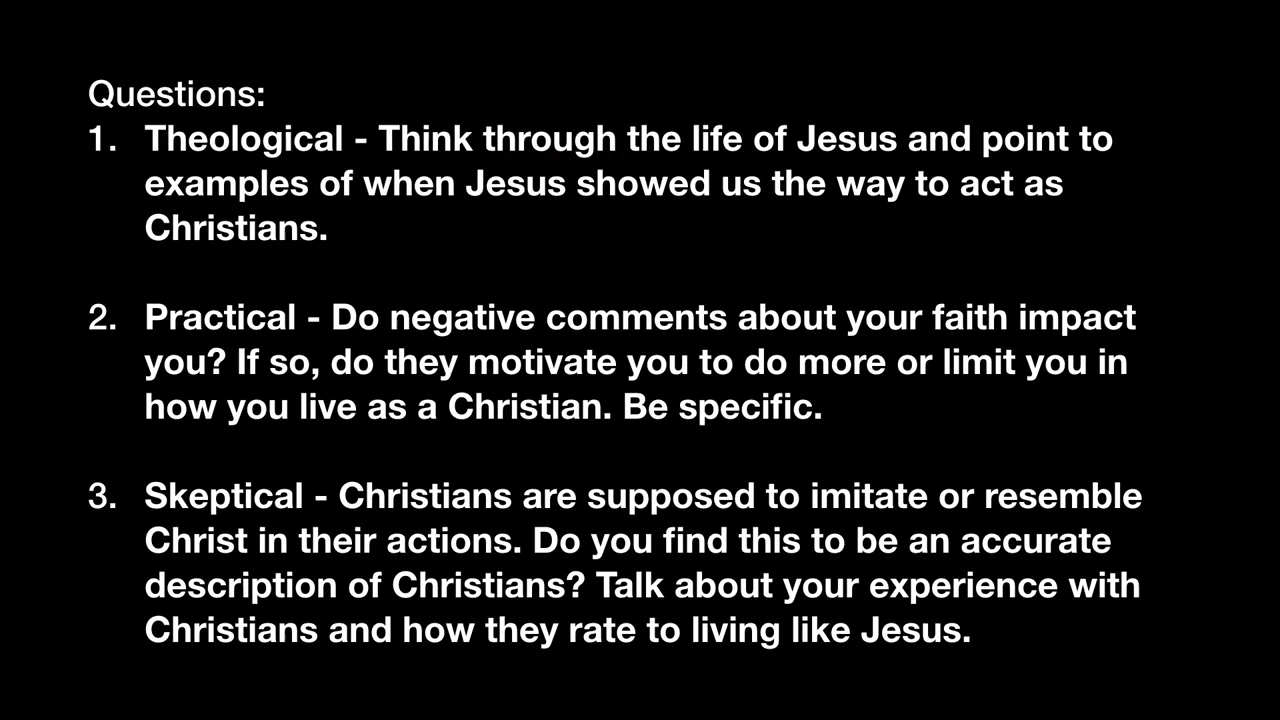 Questions:
1. Theological - Think through the life of Jesus and point to
examples of when Jesus showed us the way to act as
Christians.
2. Practical - Do negative comments about your faith impact
you? If so, do they motivate you to do more or limit you in
how you live as a Christian. Be specific.
3. Skeptical - Christians are supposed to imitate or resemble
Christ in their actions. Do you find this to be an accurate
description of Christians? Talk about your experience with
Christians and how they rate to living like Jesus.